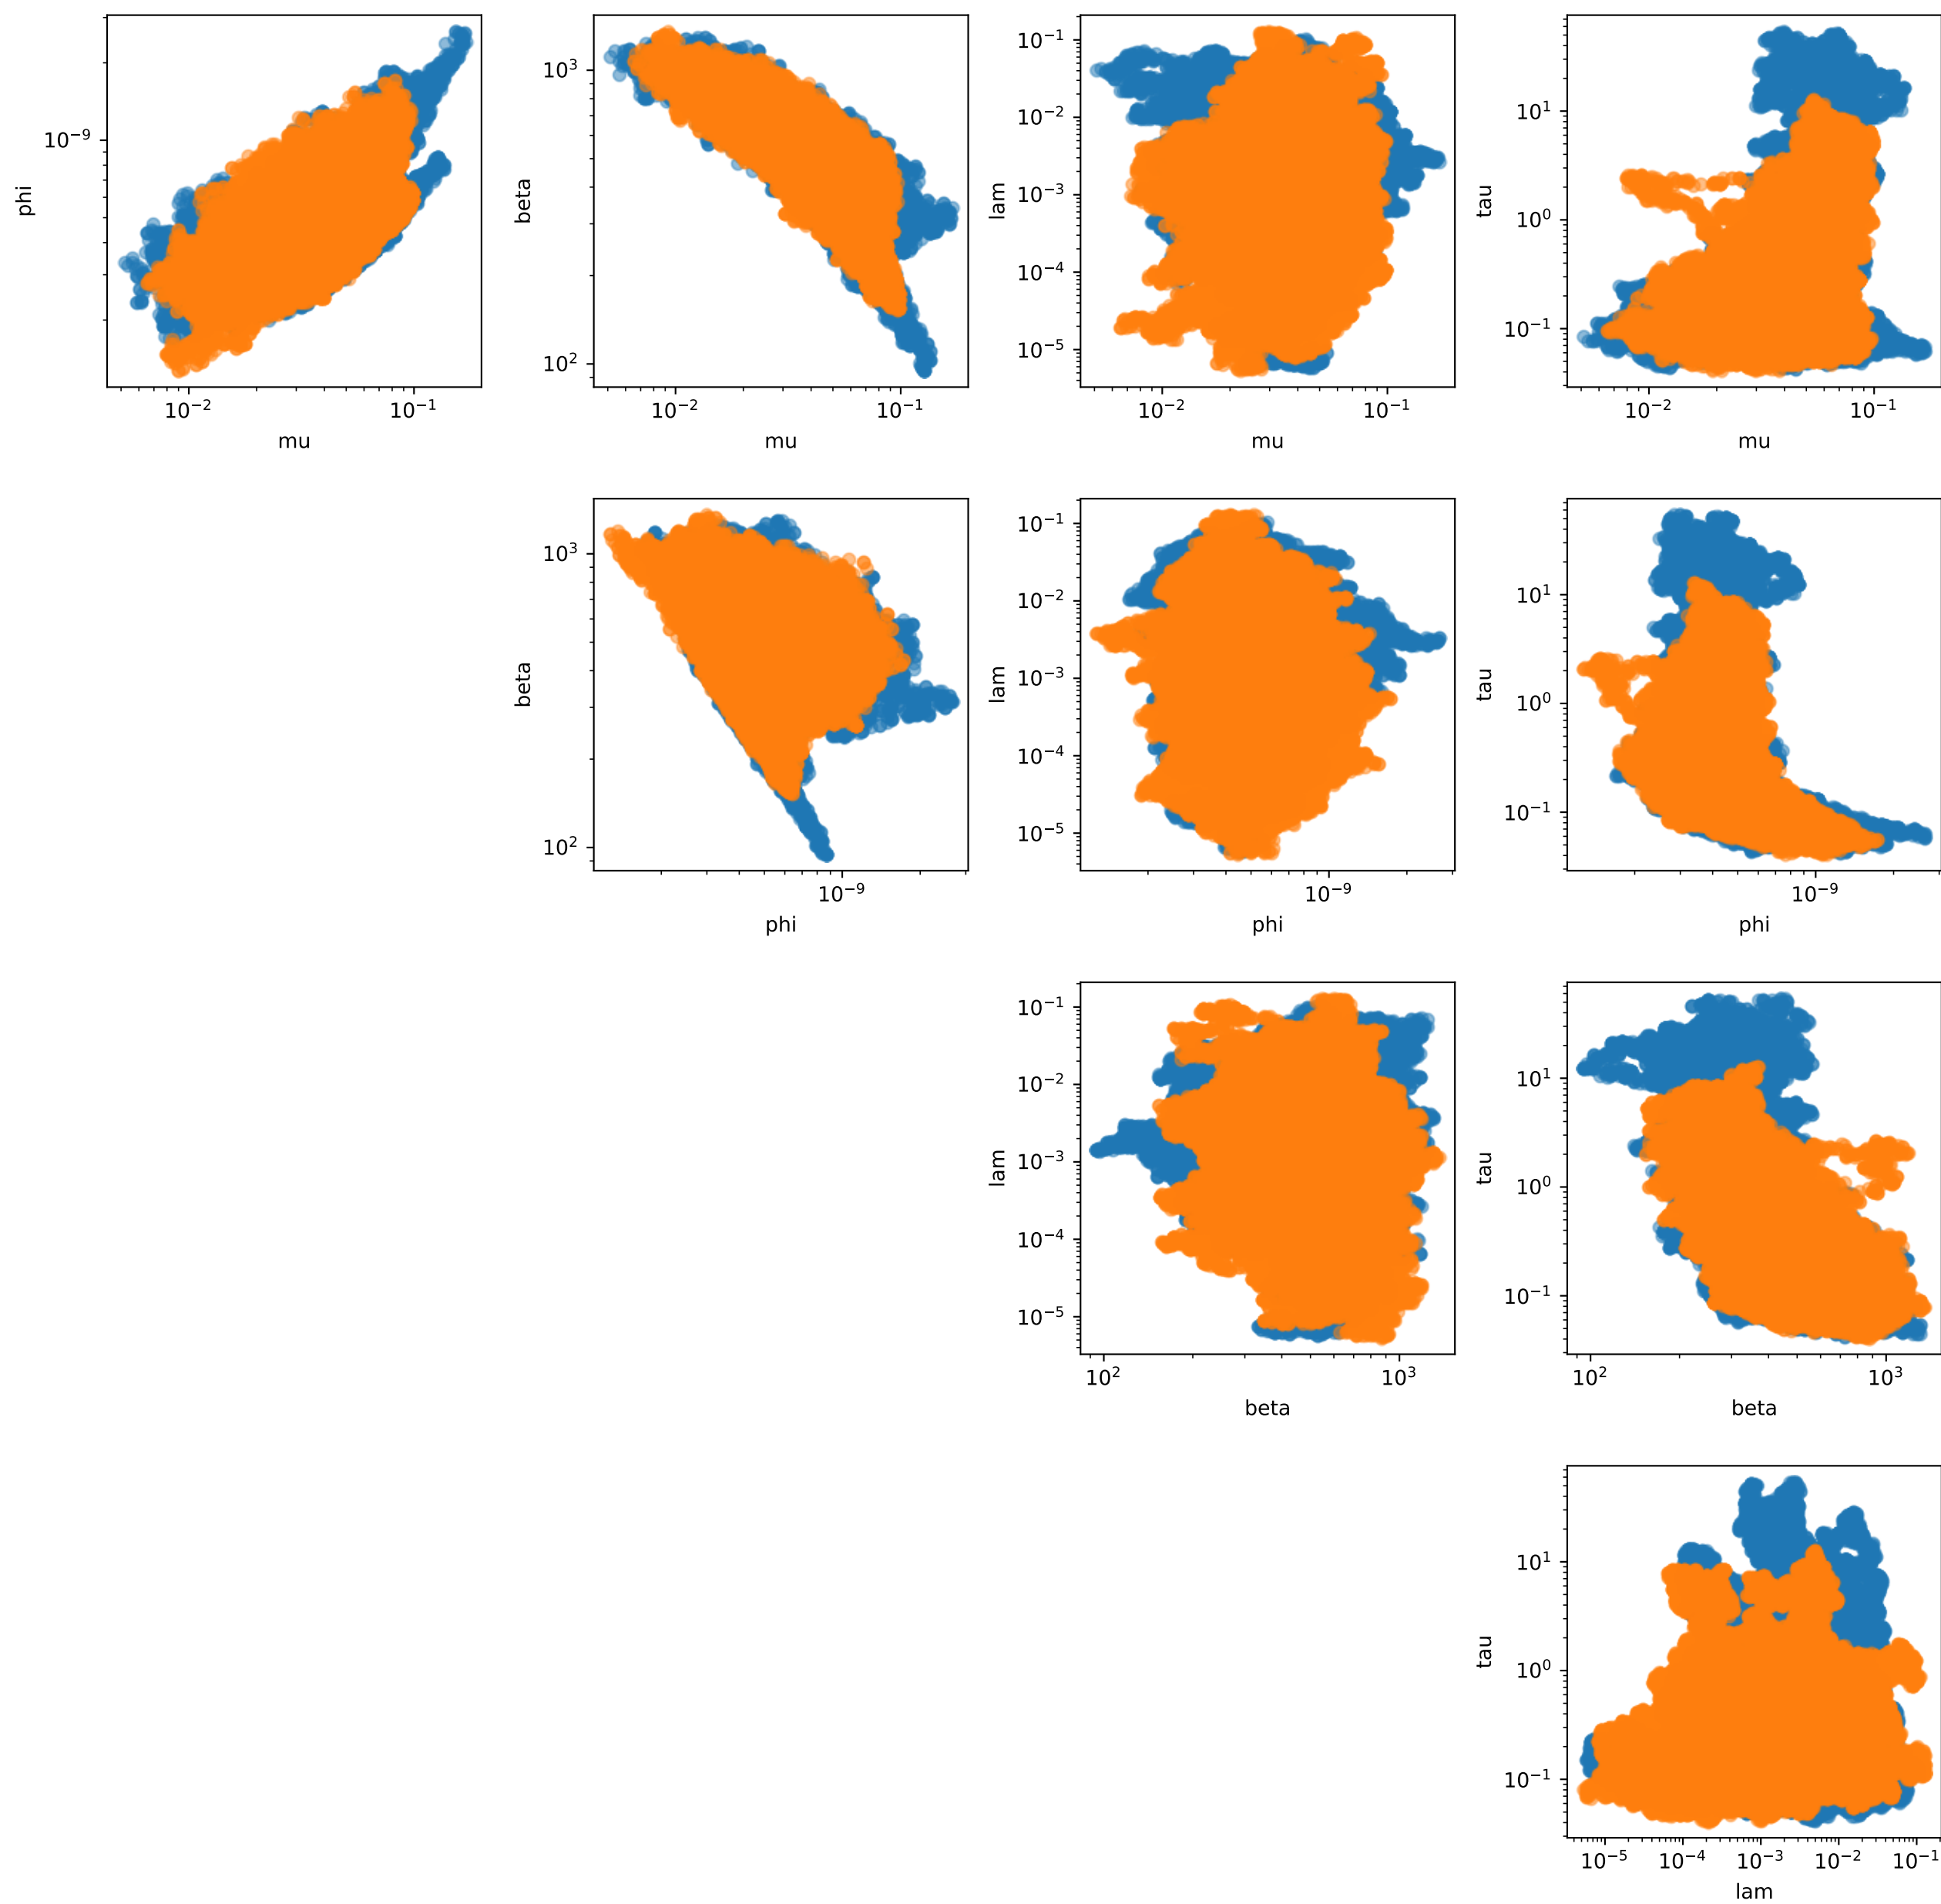 phi
10⁻⁹
10⁻² 10⁻¹
mu
beta
10³
10²
10⁻² 10⁻¹
mu
lam
10⁻¹
10⁻²
10⁻³
10⁻⁴
10⁻⁵
10⁻² 10⁻¹
mu
tau
10¹
10⁰
10⁻¹
10⁻² 10⁻¹
mu
beta
10³
10²
10⁻⁹
phi
lam
10⁻¹
10⁻²
10⁻³
10⁻⁴
10⁻⁵
10⁻⁹
phi
tau
10¹
10⁰
10⁻¹
10⁻⁹
phi
lam
10⁻¹
10⁻²
10⁻³
10⁻⁴
10⁻⁵
10² 10³
beta
tau
10¹
10⁰
10⁻¹
10² 10³
beta
tau
10¹
10⁰
10⁻¹
10⁻⁵ 10⁻⁴ 10⁻³ 10⁻² 10⁻¹
lam